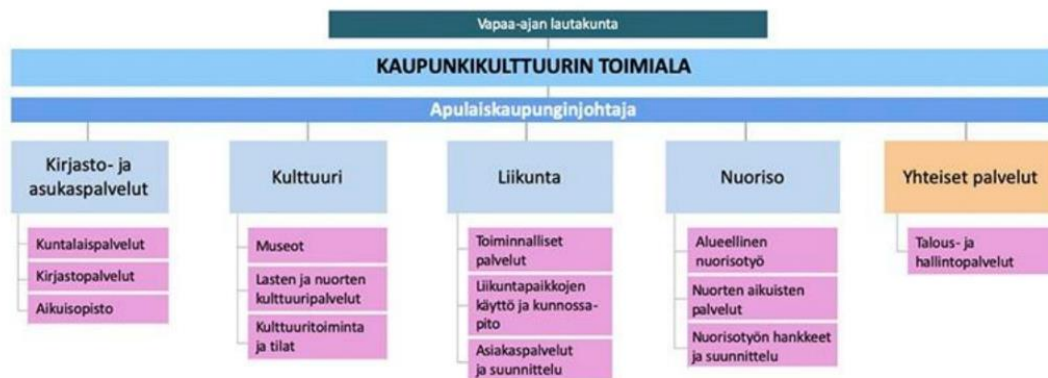 Vapaa-ajan lautakunta
KAUPUNKIKULTTUURIN TOIMIALA
Apulaiskaupunginjohtaja
Kirjasto- ja
asukaspalvelut
Kuntalaispalvelut
Kirjastopalvelut
Aikuisopisto
Kulttuuri
Museot
Lasten ja nuorten
kulttuuripalvelut
Kulttuuritoiminta
ja tilat
Liikunta
Toiminnalliset
palvelut
Liikuntapaikkojen
käyttö ja kunnossa-
pito
Asiakaspalvelut
ja suunnittelu
Nuoriso
Alueellinen
nuorisotyö
Nuorten aikuisten
palvelut
Nuorisotyön hankkeet
ja suunnittelu
Yhteiset palvelut
Talous- ja
hallintopalvelut